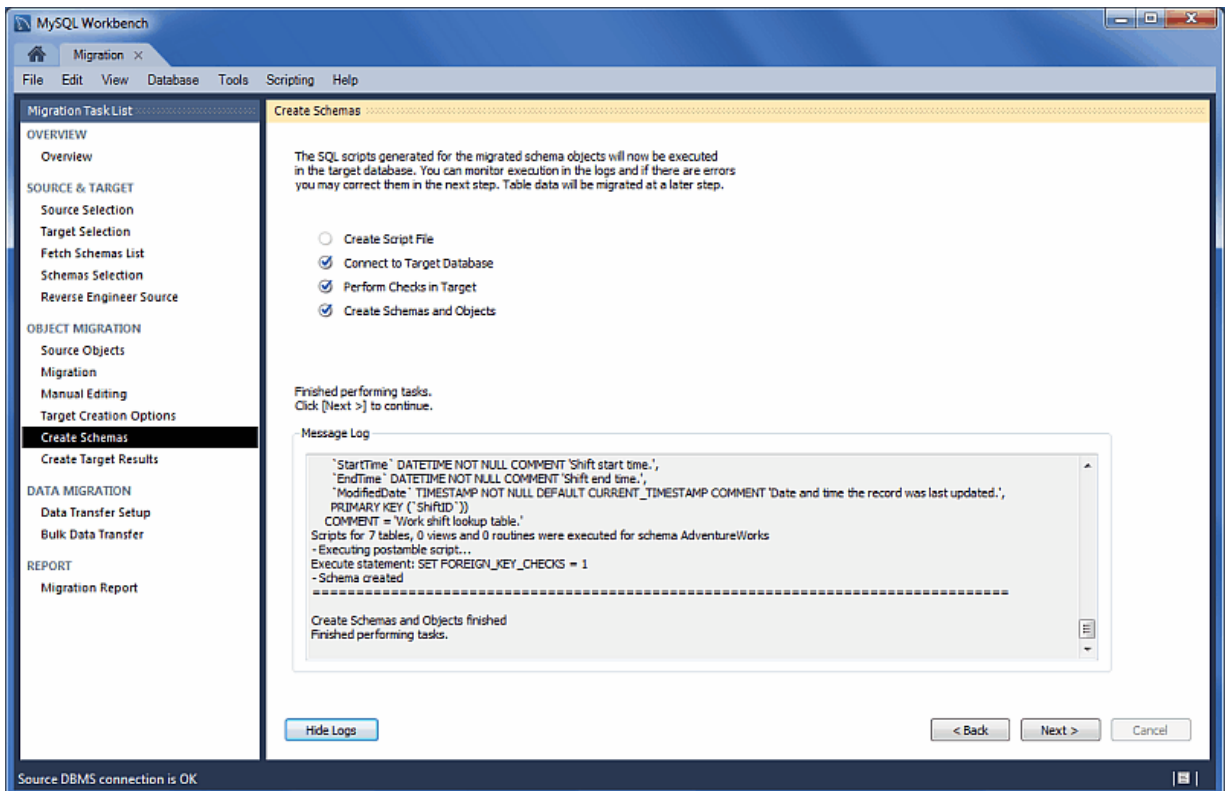 MySQL Workbench
Migration
File Edit View Database Tools Scripting Help
Migration Task List
OVERVIEW
Overview
SOURCE & TARGET
Source Selection
Target Selection
Fetch Schemas List
Schemas Selection
Reverse Engineer Source
OBJECT MIGRATION
Source Objects
Migration
Manual Editing
Target Creation Options
Create Schemas
Create Target Results
DATA MIGRATION
Data Transfer Setup
Bulk Data Transfer
REPORT
Migration Report
Create Schemas
The SQL scripts generated for the migrated schema objects will now be executed
in the target database. You can monitor execution in the logs and if there are errors
you may correct them in the next step. Table data will be migrated at a later step.
Create Script File
Connect to Target Database
Perform Checks in Target
Create Schemas and Objects
Finished performing tasks.
Click [Next >] to continue.
Message Log
`StartTime` DATETIME NOT NULL COMMENT 'Shift start time.',
`EndTime` DATETIME NOT NULL COMMENT 'Shift end time.',
`ModifiedDate` TIMESTAMP NOT NULL DEFAULT CURRENT_TIMESTAMP COMMENT 'Date and time the record was last updated.',
PRIMARY KEY (`ShiftID`))
COMMENT = 'Work shift lookup table.'
Scripts for 7 tables, 0 views and 0 routines were executed for schema AdventureWorks
- Executing postamble script...
Execute statement: SET FOREIGN_KEY_CHECKS = 1
- Schema created
==================================================================================
Create Schemas and Objects finished
Finished performing tasks.
Hide Logs
< Back Next > Cancel
Source DBMS connection is OK